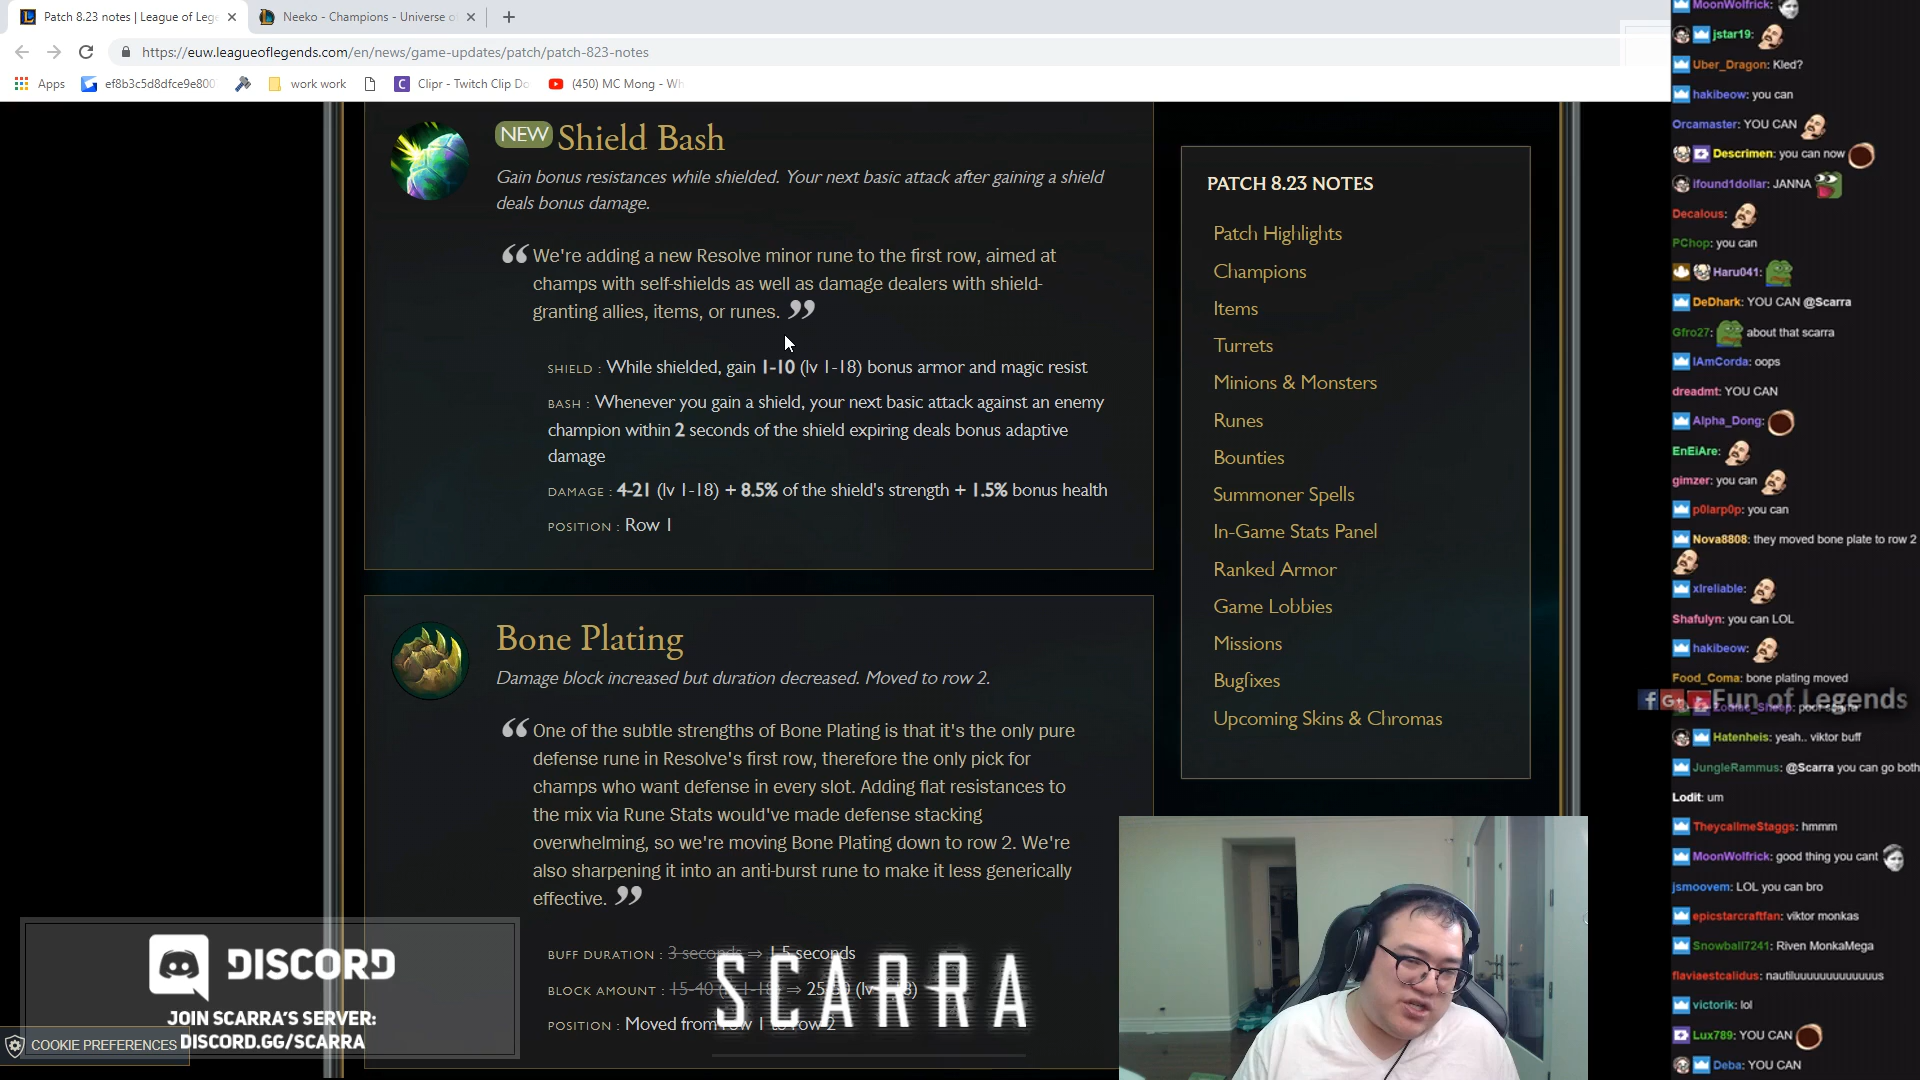 Patch 8.23 notes | League of Lege
Neeko - Champions - Universe o
https://euw.leagueoflegends.com/en/news/game-updates/patch/patch-823-notes
Apps
ef8b3c5d8dfce9e800
work work
Clipr - Twitch Clip Do
(450) MC Mong - Wh
NEW Shield Bash
Gain bonus resistances while shielded. Your next basic attack after gaining a shield
deals bonus damage.
We're adding a new Resolve minor rune to the first row, aimed at
champs with self-shields as well as damage dealers with shield-
granting allies, items, or runes.
SHIELD : While shielded, gain 1-10 (lv 1-18) bonus armor and magic resist
BASH : Whenever you gain a shield, your next basic attack against an enemy
champion within 2 seconds of the shield expiring deals bonus adaptive
damage
DAMAGE : 4-21 (lv 1-18) + 8.5% of the shield's strength + 1.5% bonus health
POSITION : Row 1
Bone Plating
Damage block increased but duration decreased. Moved to row 2.
One of the subtle strengths of Bone Plating is that it's the only pure
defense rune in Resolve's first row, therefore the only pick for
champs who want defense in every slot. Adding flat resistances to
the mix via Rune Stats would've made defense stacking
overwhelming, so we're moving Bone Plating down to row 2. We're
also sharpening it into an anti-burst rune to make it less generically
effective.
BUFF DURATION : 3 seconds ⇒ 1.5 seconds
BLOCK AMOUNT : 15-40 ⇒
POSITION : Moved from row 1 to row 2
PATCH 8.23 NOTES
Patch Highlights
Champions
Items
Turrets
Minions & Monsters
Runes
Bounties
Summoner Spells
In-Game Stats Panel
Ranked Armor
Game Lobbies
Missions
Bugfixes
Upcoming Skins & Chromas
DISCORD
JOIN SCARRA'S SERVER:
DISCORD.GG/SCARRA
COOKIE PREFERENCES
SCARRA
MoonWolfrick:
jstar19:
Uber_Dragon: Kled?
hakibeow: you can
Orcamaster: YOU CAN
Descrimen: you can now
ifound1dollar: JANNA
Decalous:
PChop: you can
Haru041:
DeDhark: YOU CAN @Scarra
Gfro27: about that scarra
IAmCorda: oops
dreadmt: YOU CAN
Alpha_Dong:
EnEiAre:
gimzer: you can
p0larp0p: you can
Nova8808: they moved bone plate to row 2
xlreliable:
Shafulyn: you can LOL
hakibeow:
Food_Coma: bone plating moved
Fun of Legends
Hatenheis: yeah.. viktor buff
JungleRammus: @Scarra you can go both
Lodit: um
TheycallmeStaggs: hmmm
MoonWolfrick: good thing you cant
jsmoovem: LOL you can bro
epicstarcraftfan: viktor monkas
Snowball7241: Riven MonkaMega
flaviaestcalidus: nautiluuuuuuuuuuuuus
victorik: lol
Lux789: YOU CAN
Deba: YOU CAN